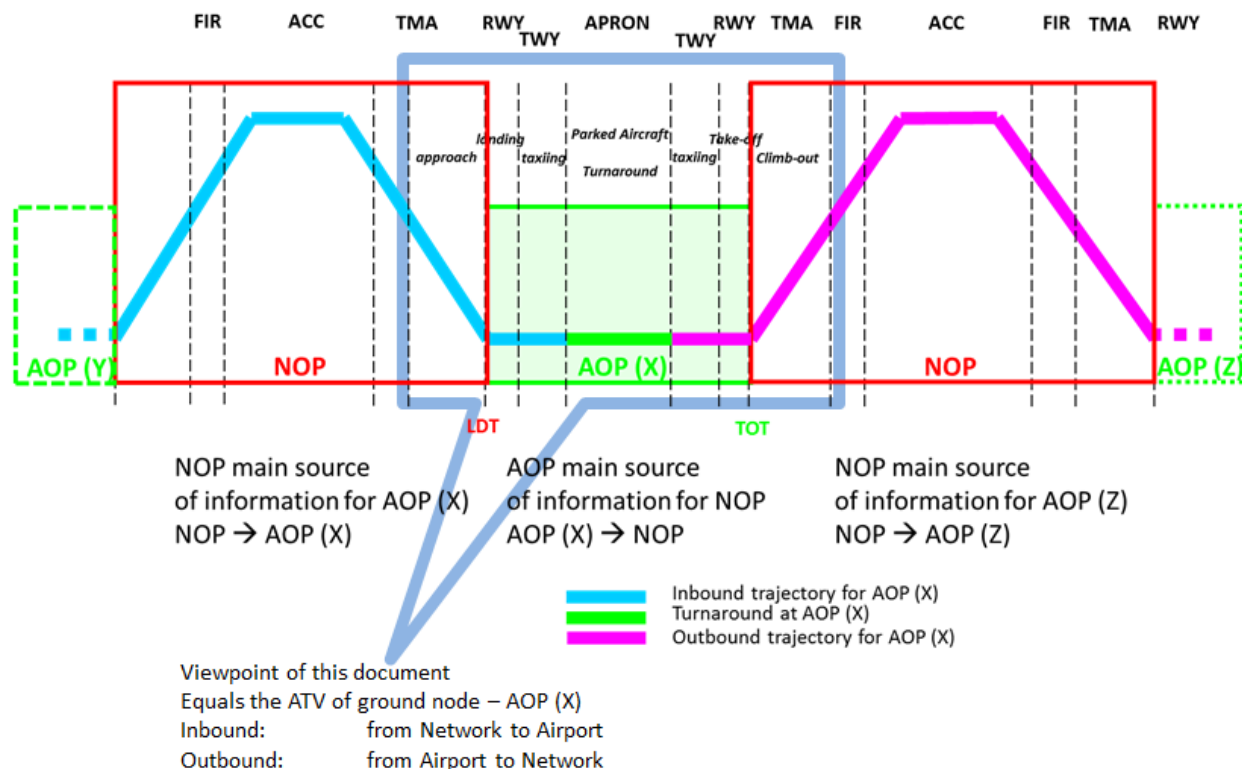 FIR ACC TMA RWY TWY APRON TWY RWY TMA FIR ACC FIR TMA RWY
approach
landing
taxiing
Parked Aircraft
Turnaround
taxiing
Take-off
Climb-out
AOP (Y)
NOP
AOP (X)
NOP
AOP (Z)
LDT
TOT
NOP main source
of information for AOP (X)
NOP → AOP (X)
AOP main source
of information for NOP
AOP (X) → NOP
NOP main source
of information for AOP (Z)
NOP → AOP (Z)
Inbound trajectory for AOP (X)
Turnaround at AOP (X)
Outbound trajectory for AOP (X)
Viewpoint of this document
Equals the ATV of ground node – AOP (X)
Inbound: from Network to Airport
Outbound: from Airport to Network